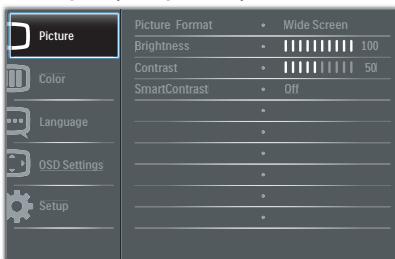 Picture
Color
Language
OSD Settings
Setup
Picture Format Wide Screen
Brightness 100
Contrast 50
SmartContrast Off